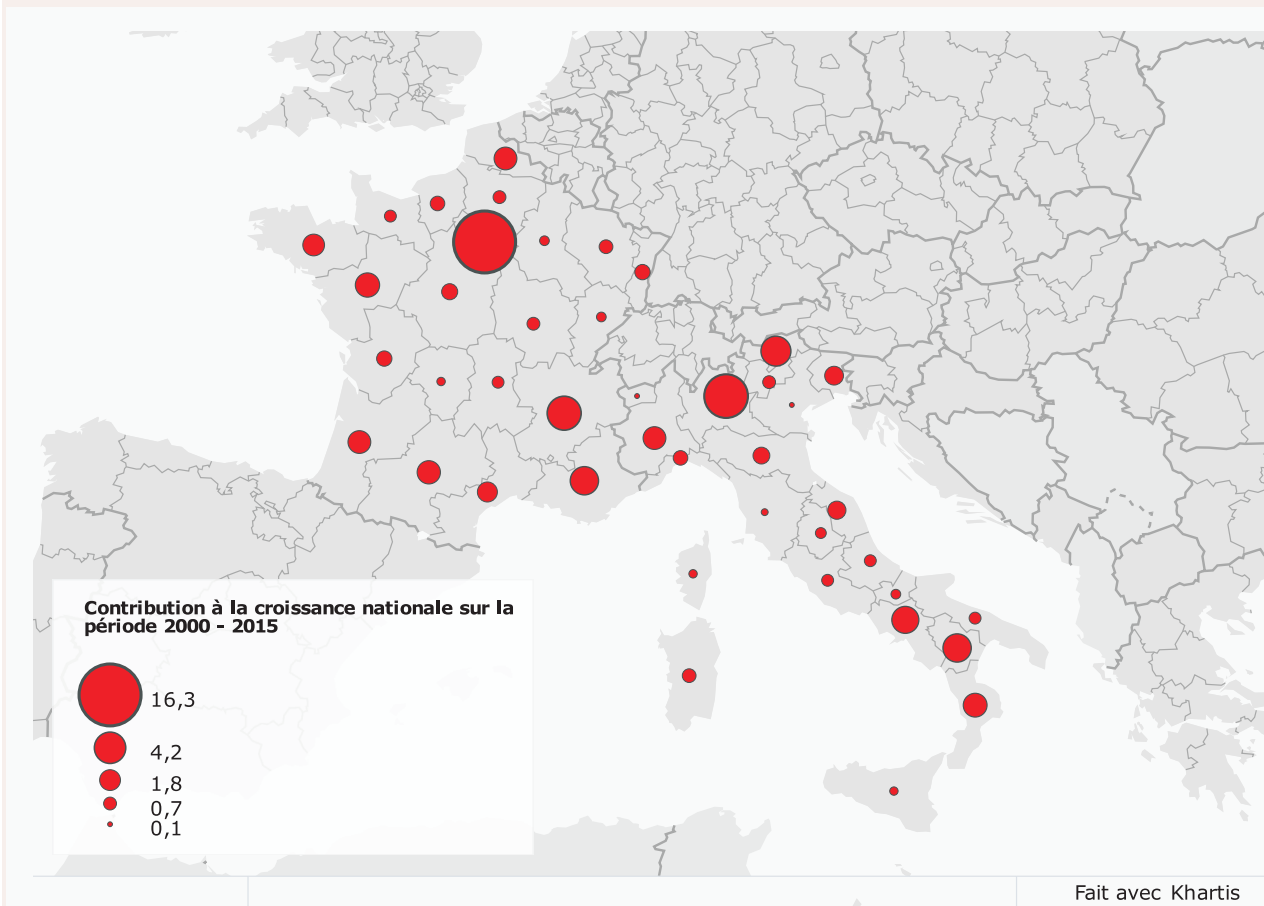 Contribution à la croissance nationale sur la
période 2000 - 2015
16,3
4,2
1,8
0,7
0,1
Fait avec Khartis